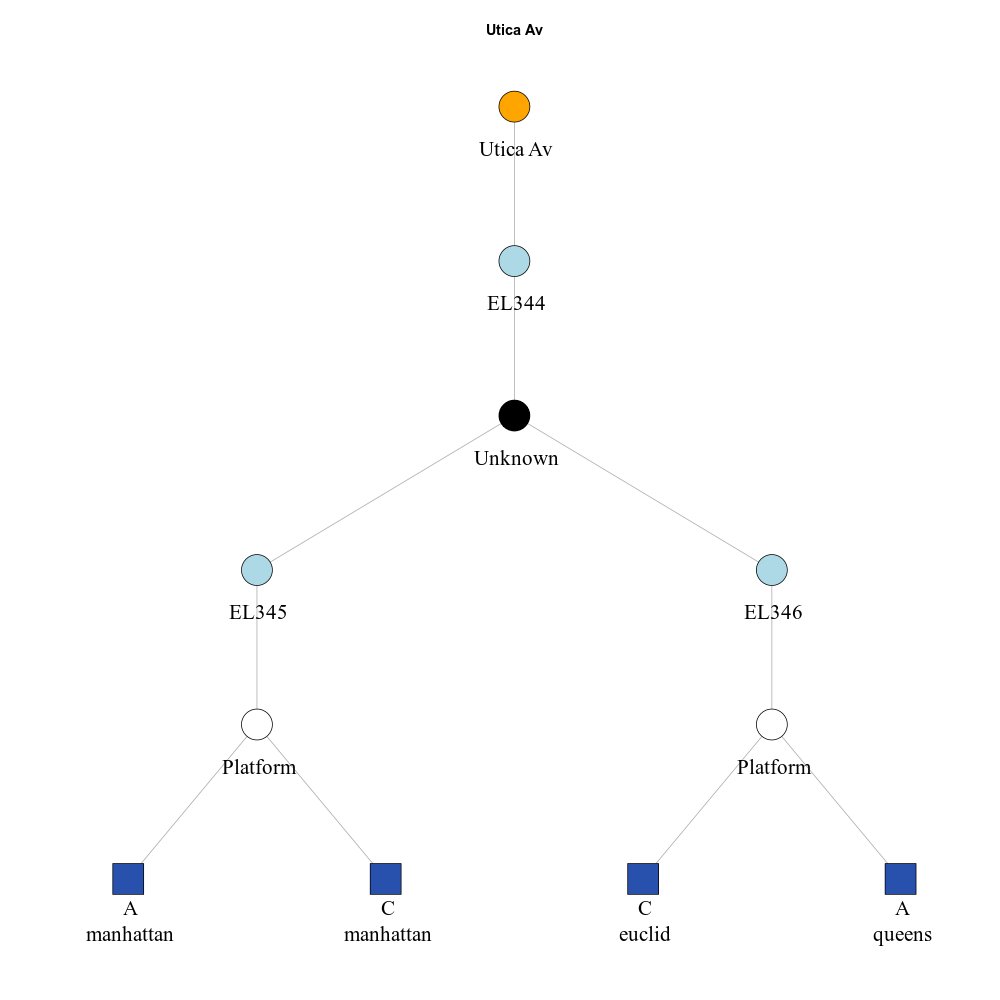 Utica Av
Utica Av
EL344
Unknown
EL345
EL346
Platform
Platform
A
manhattan
C
manhattan
C
euclid
A
queens